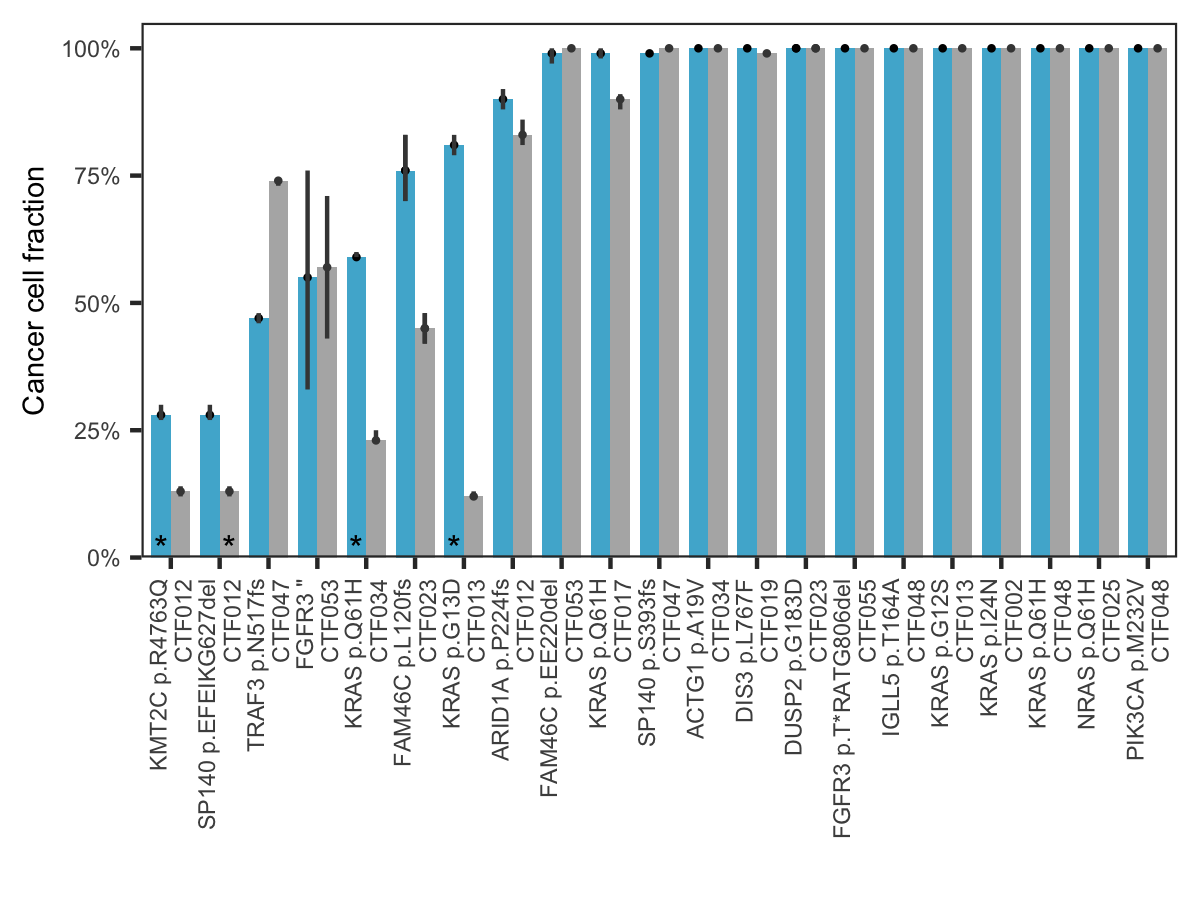 Cancer cell fraction
100%
75%
50%
25%
0%
* * * *
KMT2C p.R4763Q
CTF012
SP140 p.EFEIKG627del
CTF012
TRAF3 p.N517fs
CTF047
FGFR3 "
CTF053
KRAS p.Q61H
CTF034
FAM46C p.L120fs
CTF023
KRAS p.G13D
CTF013
ARID1A p.P224fs
CTF012
FAM46C p.EE220del
CTF053
KRAS p.Q61H
CTF017
SP140 p.S393fs
CTF047
ACTG1 p.A19V
CTF034
DIS3 p.L767F
CTF019
DUSP2 p.G183D
CTF023
FGFR3 p.T*RATG806del
CTF055
IGLL5 p.T164A
CTF048
KRAS p.G12S
CTF013
KRAS p.I24N
CTF002
KRAS p.Q61H
CTF048
NRAS p.Q61H
CTF025
PIK3CA p.M232V
CTF048